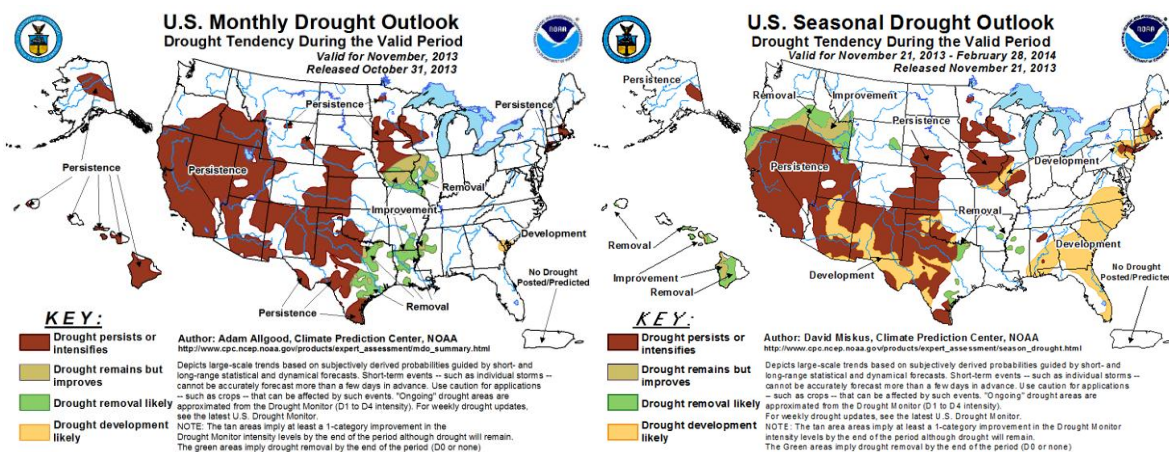 U.S. Monthly Drought Outlook
Drought Tendency During the Valid Period
Valid for November, 2013
Released October 31, 2013
NOAA
Persistence
Persistence
Persistence
Persistence
Removal
Improvement
Development
No Drought
Posted/Predicted
Removal
Persistence
KEY:
Drought persists or
intensifies
Drought remains but
improves
Drought removal likely
Drought development
likely
Author: Adam Allgood, Climate Prediction Center, NOAA
http://www.cpc.ncep.noaa.gov/products/expert_assessment/mdo_summary.html
Depicts large-scale trends based on subjectively derived probabilities guided by short- and
long-range statistical and dynamical forecasts. Short-term events -- such as individual storms --
cannot be accurately forecast more than a few days in advance. Use caution for applications
-- such as crops -- that can be affected by such events. "Ongoing" drought areas are
approximated from the Drought Monitor (D1 to D4 intensity). For weekly drought updates,
see the latest U.S. Drought Monitor.
NOTE: The tan areas imply at least a 1-category improvement in the
Drought Monitor intensity levels by the end of the period although drought will remain.
The green areas imply drought removal by the end of the period (D0 or none)
U.S. Seasonal Drought Outlook
Drought Tendency During the Valid Period
Valid for November 21, 2013 - February 28, 2014
Released November 21, 2013
NOAA
Persistence
Removal
Improvement
Persistence
Persistence
Development
Removal
Removal
Development
Development
Improvement
Removal
No Drought
Posted/Predicted
KEY:
Drought persists or
intensifies
Drought remains but
improves
Drought removal likely
Drought development
likely
Author: David Miskus, Climate Prediction Center, NOAA
http://www.cpc.ncep.noaa.gov/products/expert_assessment/season_drought.html
Depicts large-scale trends based on subjectively derived probabilities guided by short- and
long-range statistical and dynamical forecasts. Short-term events -- such as individual storms --
cannot be accurately forecast more than a few days in advance. Use caution for applications
-- such as crops -- that can be affected by such events. "Ongoing" drought areas are
approximated from the Drought Monitor (D1 to D4 intensity).
For weekly drought updates, see the latest U.S. Drought Monitor.
NOTE: The tan areas imply at least a 1-category improvement in the Drought Monitor
intensity levels by the end of the period although drought will remain.
The Green areas imply drought removal by the end of the period (D0 or none)